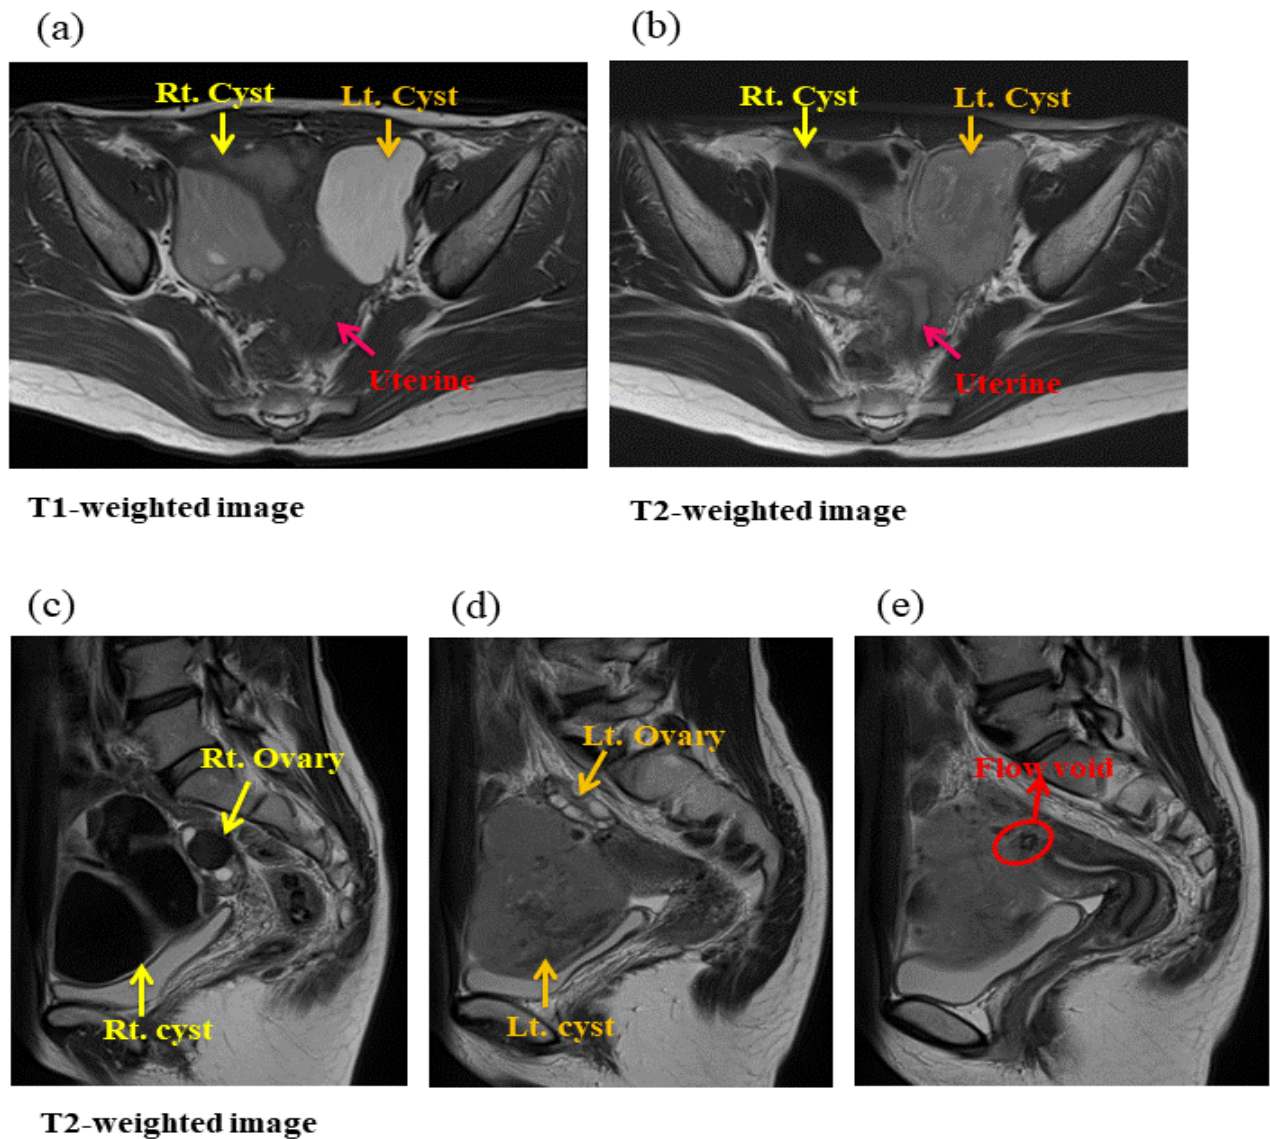 (a)
(b)
Rt. Cyst
Lt. Cyst
Rt. Cyst
Lt. Cyst
Uterine
Uterine
T1-weighted image
T2-weighted image
(c)
(d)
(e)
Rt. Ovary
Lt. Ovary
Flow void
Rt. cyst
Lt. cyst
T2-weighted image